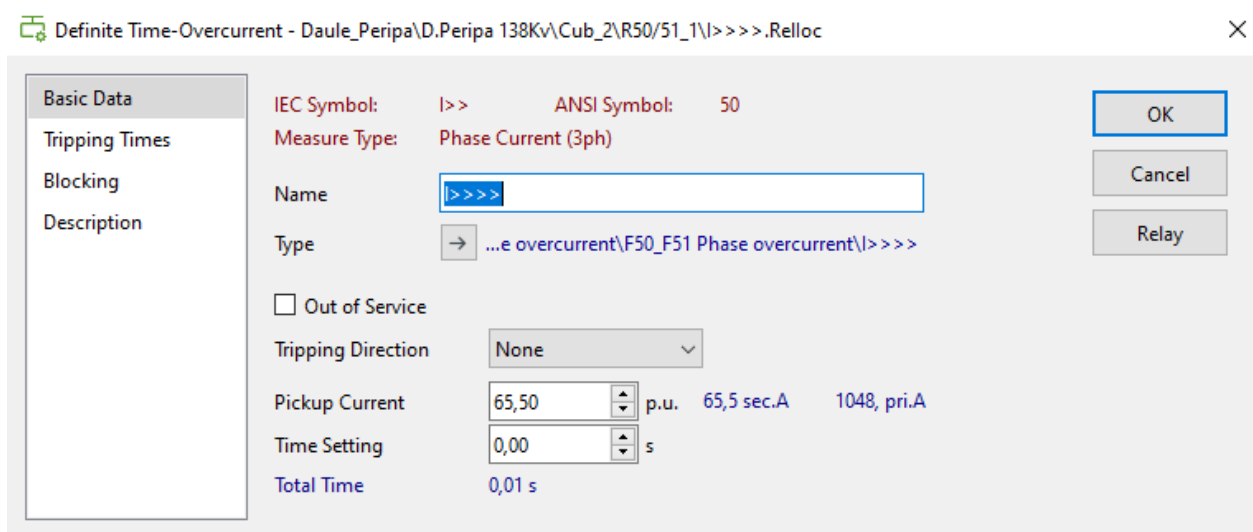 Definite Time-Overcurrent - Daule_Peripa\D.Peripa 138Kv\Cub_2\R50/51_1\I>>>>.Relloc
Basic Data
Tripping Times
Blocking
Description
IEC Symbol: I>> ANSI Symbol: 50
Measure Type: Phase Current (3ph)
Name I>>>>
Type ...e overcurrent\F50_F51 Phase overcurrent\I>>>>
Out of Service
Tripping Direction None
Pickup Current 65,50 p.u. 65,5 sec.A 1048, pri.A
Time Setting 0,00 s
Total Time 0,01 s
OK
Cancel
Relay